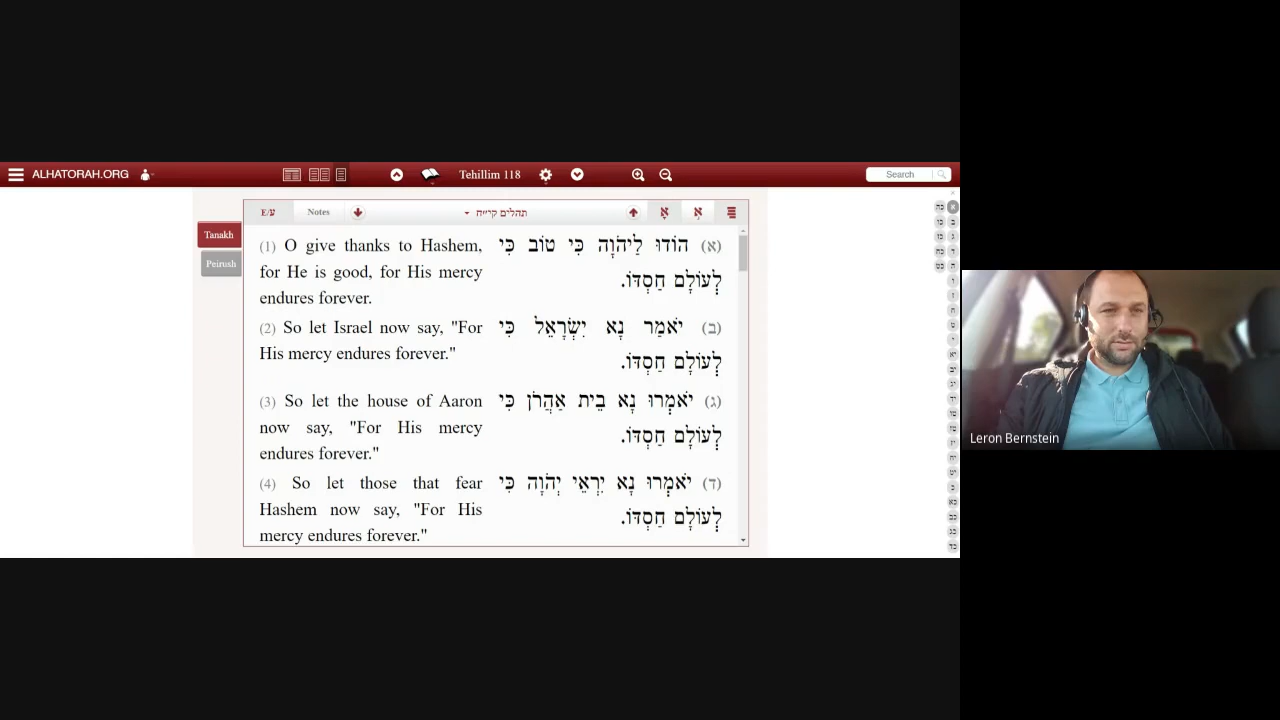 ALHATORAH.ORG
Tehillim 118
Search
Tanakh
Peirush
E/ע
Notes
תהלים קי״ח
(1) O give thanks to Hashem,
for He is good, for His mercy
endures forever.
(2) So let Israel now say, "For
His mercy endures forever."
(3) So let the house of Aaron
now say, "For His mercy
endures forever."
(4) So let those that fear
Hashem now say, "For His
mercy endures forever."
(א) הוֹדוּ לַיהֹוָה כִּי טוֹב כִּי
לְעוֹלָם חַסְדּוֹ.
(ב) יֹאמַר נָא יִשְׂרָאֵל כִּי
לְעוֹלָם חַסְדּוֹ.
(ג) יֹאמְרוּ נָא בֵית אַהֲרֹן כִּי
לְעוֹלָם חַסְדּוֹ.
(ד) יֹאמְרוּ נָא יִרְאֵי יְהֹוָה כִּי
לְעוֹלָם חַסְדּוֹ.
Leron Bernstein